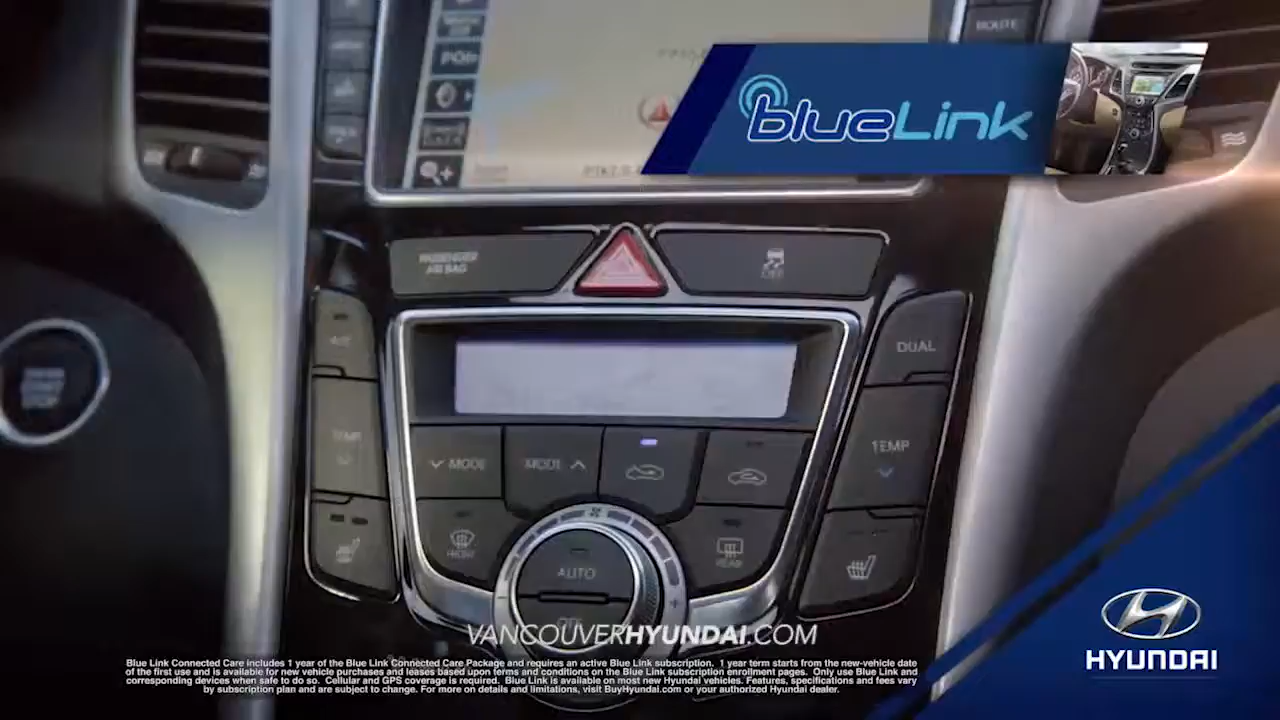 ROUTE
POI
blueLink
PASSENGER
AIR BAG
OFF
DUAL
TEMP
TEMP
MODE
MODE
FRONT
REAR
AUTO
OFF
VANCOUVERHYUNDAI.COM
HYUNDAI
Blue Link Connected Care includes 1 year of the Blue Link Connected Care Package and requires an active Blue Link subscription. 1 year term starts from the new-vehicle date
of the first use and is available for new vehicle purchases and leases based upon terms and conditions on the Blue Link subscription enrollment pages. Only use Blue Link and
corresponding devices when safe to do so. Cellular and GPS coverage is required. Blue Link is available on most new Hyundai vehicles. Features, specifications and fees vary
by subscription plan and are subject to change. For more on details and limitations, visit BuyHyundai.com or your authorized Hyundai dealer.